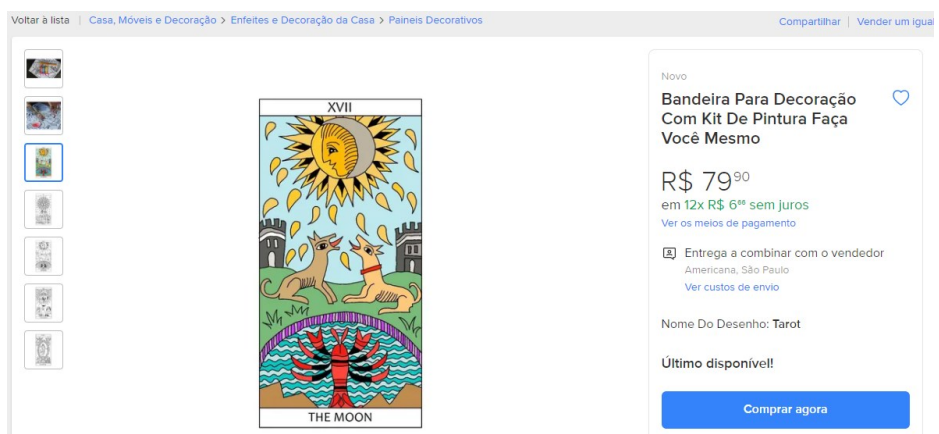 Voltar à lista | Casa, Móveis e Decoração > Enfeites e Decoração da Casa > Paineis Decorativos
Compartilhar | Vender um igual
XVII
THE MOON
Novo
Bandeira Para Decoração
Com Kit De Pintura Faça
Você Mesmo
R$ 79⁹⁰
em 12x R$ 6⁶⁶ sem juros
Ver os meios de pagamento
Entrega a combinar com o vendedor
Americana, São Paulo
Ver custos de envio
Nome Do Desenho: Tarot
Último disponível!
Comprar agora